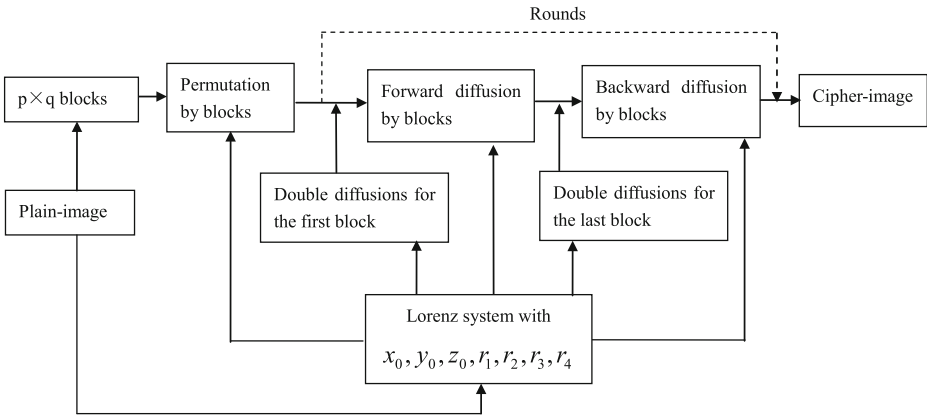 Rounds
p×q blocks
Permutation
by blocks
Forward diffusion
by blocks
Backward diffusion
by blocks
Cipher-image
Plain-image
Double diffusions for
the first block
Double diffusions for
the last block
Lorenz system with
x₀, y₀, z₀, r₁, r₂, r₃, r₄